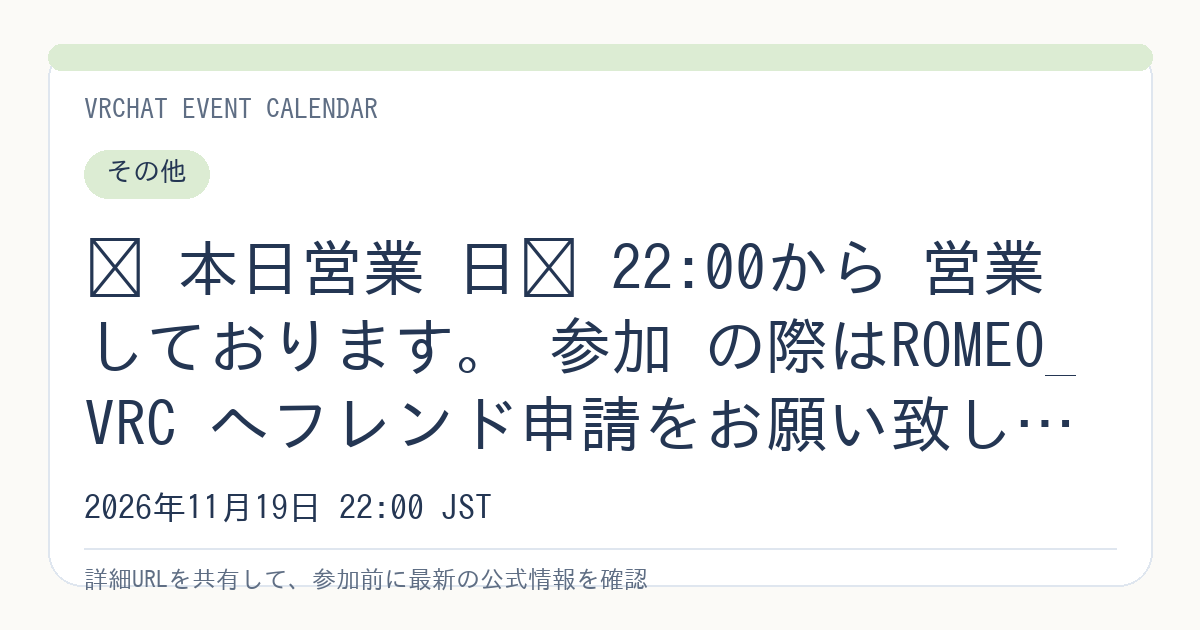 VRCHAT EVENT CALENDAR
その他
本日営業 日 22:00から 営業
しております。 参加 の際はROMEO_
VRC へフレンド申請をお願い致し…
2026年11月19日 22:00 JST
詳細URLを共有して、参加前に最新の公式情報を確認